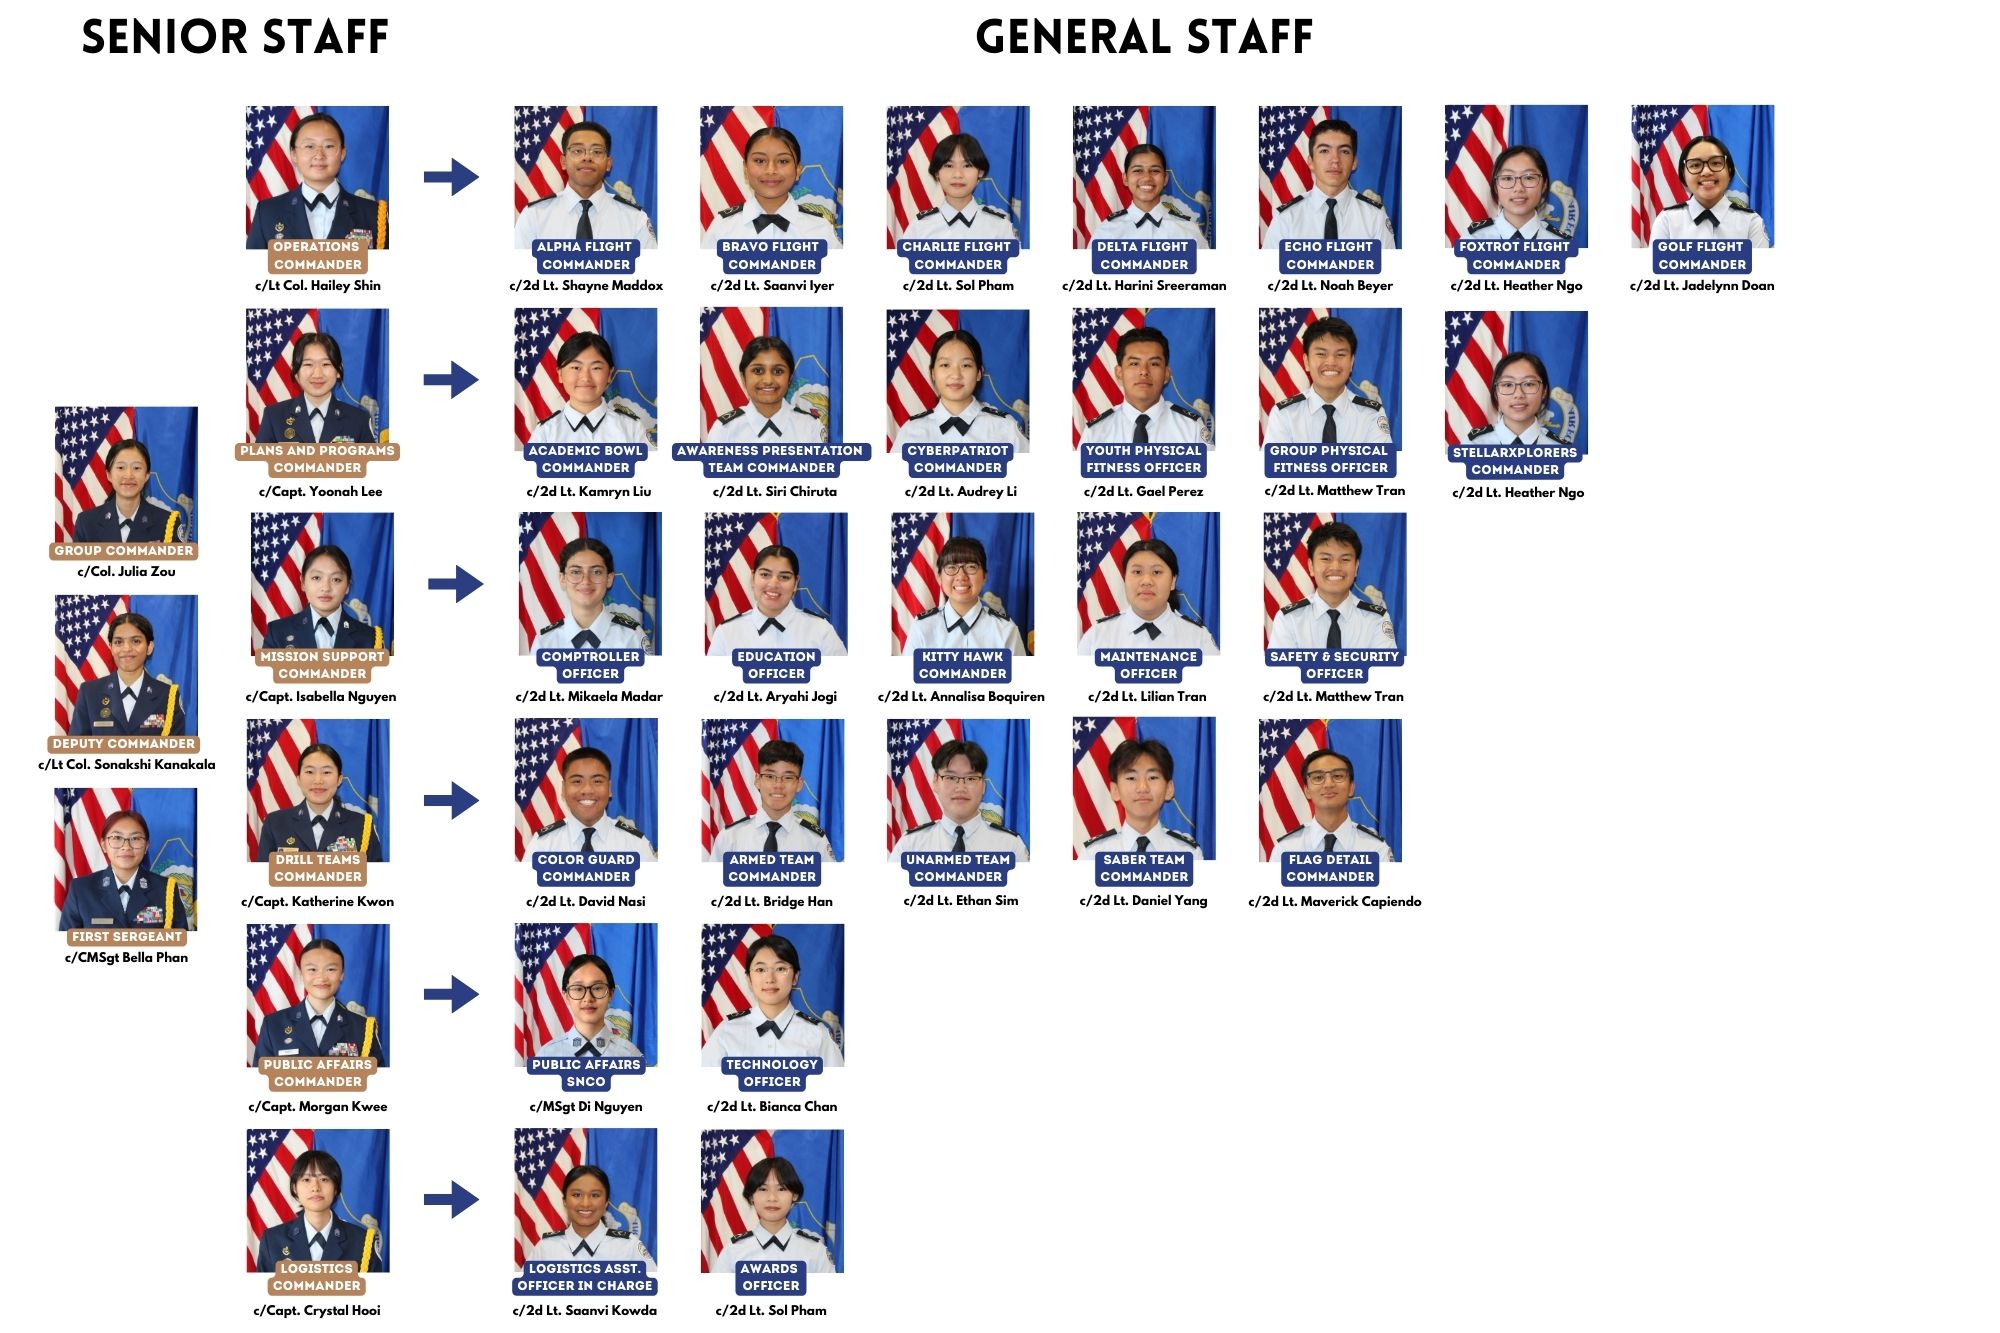 SENIOR STAFF
GENERAL STAFF
OPERATIONS
COMMANDER
c/Lt Col. Hailey Shin
ALPHA FLIGHT
COMMANDER
c/2d Lt. Shayne Maddox
BRAVO FLIGHT
COMMANDER
c/2d Lt. Saanvi Iyer
CHARLIE FLIGHT
COMMANDER
c/2d Lt. Sol Pham
DELTA FLIGHT
COMMANDER
c/2d Lt. Harini Sreeraman
ECHO FLIGHT
COMMANDER
c/2d Lt. Noah Beyer
FOXTROT FLIGHT
COMMANDER
c/2d Lt. Heather Ngo
GOLF FLIGHT
COMMANDER
c/2d Lt. Jadelynn Doan
PLANS AND PROGRAMS
COMMANDER
c/Capt. Yoonah Lee
ACADEMIC BOWL
COMMANDER
c/2d Lt. Kamryn Liu
AWARENESS PRESENTATION
TEAM COMMANDER
c/2d Lt. Siri Chiruta
CYBERPATRIOT
COMMANDER
c/2d Lt. Audrey Li
YOUTH PHYSICAL
FITNESS OFFICER
c/2d Lt. Gael Perez
GROUP PHYSICAL
FITNESS OFFICER
c/2d Lt. Matthew Tran
STELLARXPLORERS
COMMANDER
c/2d Lt. Heather Ngo
GROUP COMMANDER
c/Col. Julia Zou
DEPUTY COMMANDER
c/Lt Col. Sonakshi Kanakala
FIRST SERGEANT
c/CMSgt Bella Phan
MISSION SUPPORT
COMMANDER
c/Capt. Isabella Nguyen
COMPTROLLER
OFFICER
c/2d Lt. Mikaela Madar
EDUCATION
OFFICER
c/2d Lt. Aryahi Jogi
KITTY HAWK
COMMANDER
c/2d Lt. Annalisa Boquiren
MAINTENANCE
OFFICER
c/2d Lt. Lilian Tran
SAFETY & SECURITY
OFFICER
c/2d Lt. Matthew Tran
DRILL TEAMS
COMMANDER
c/Capt. Katherine Kwon
COLOR GUARD
COMMANDER
c/2d Lt. David Nasi
ARMED TEAM
COMMANDER
c/2d Lt. Bridge Han
UNARMED TEAM
COMMANDER
c/2d Lt. Ethan Sim
SABER TEAM
COMMANDER
c/2d Lt. Daniel Yang
FLAG DETAIL
COMMANDER
c/2d Lt. Maverick Capiendo
PUBLIC AFFAIRS
COMMANDER
c/Capt. Morgan Kwee
PUBLIC AFFAIRS
SNCO
c/MSgt Di Nguyen
TECHNOLOGY
OFFICER
c/2d Lt. Bianca Chan
LOGISTICS
COMMANDER
c/Capt. Crystal Hooi
LOGISTICS ASST.
OFFICER IN CHARGE
c/2d Lt. Saanvi Kowda
AWARDS
OFFICER
c/2d Lt. Sol Pham